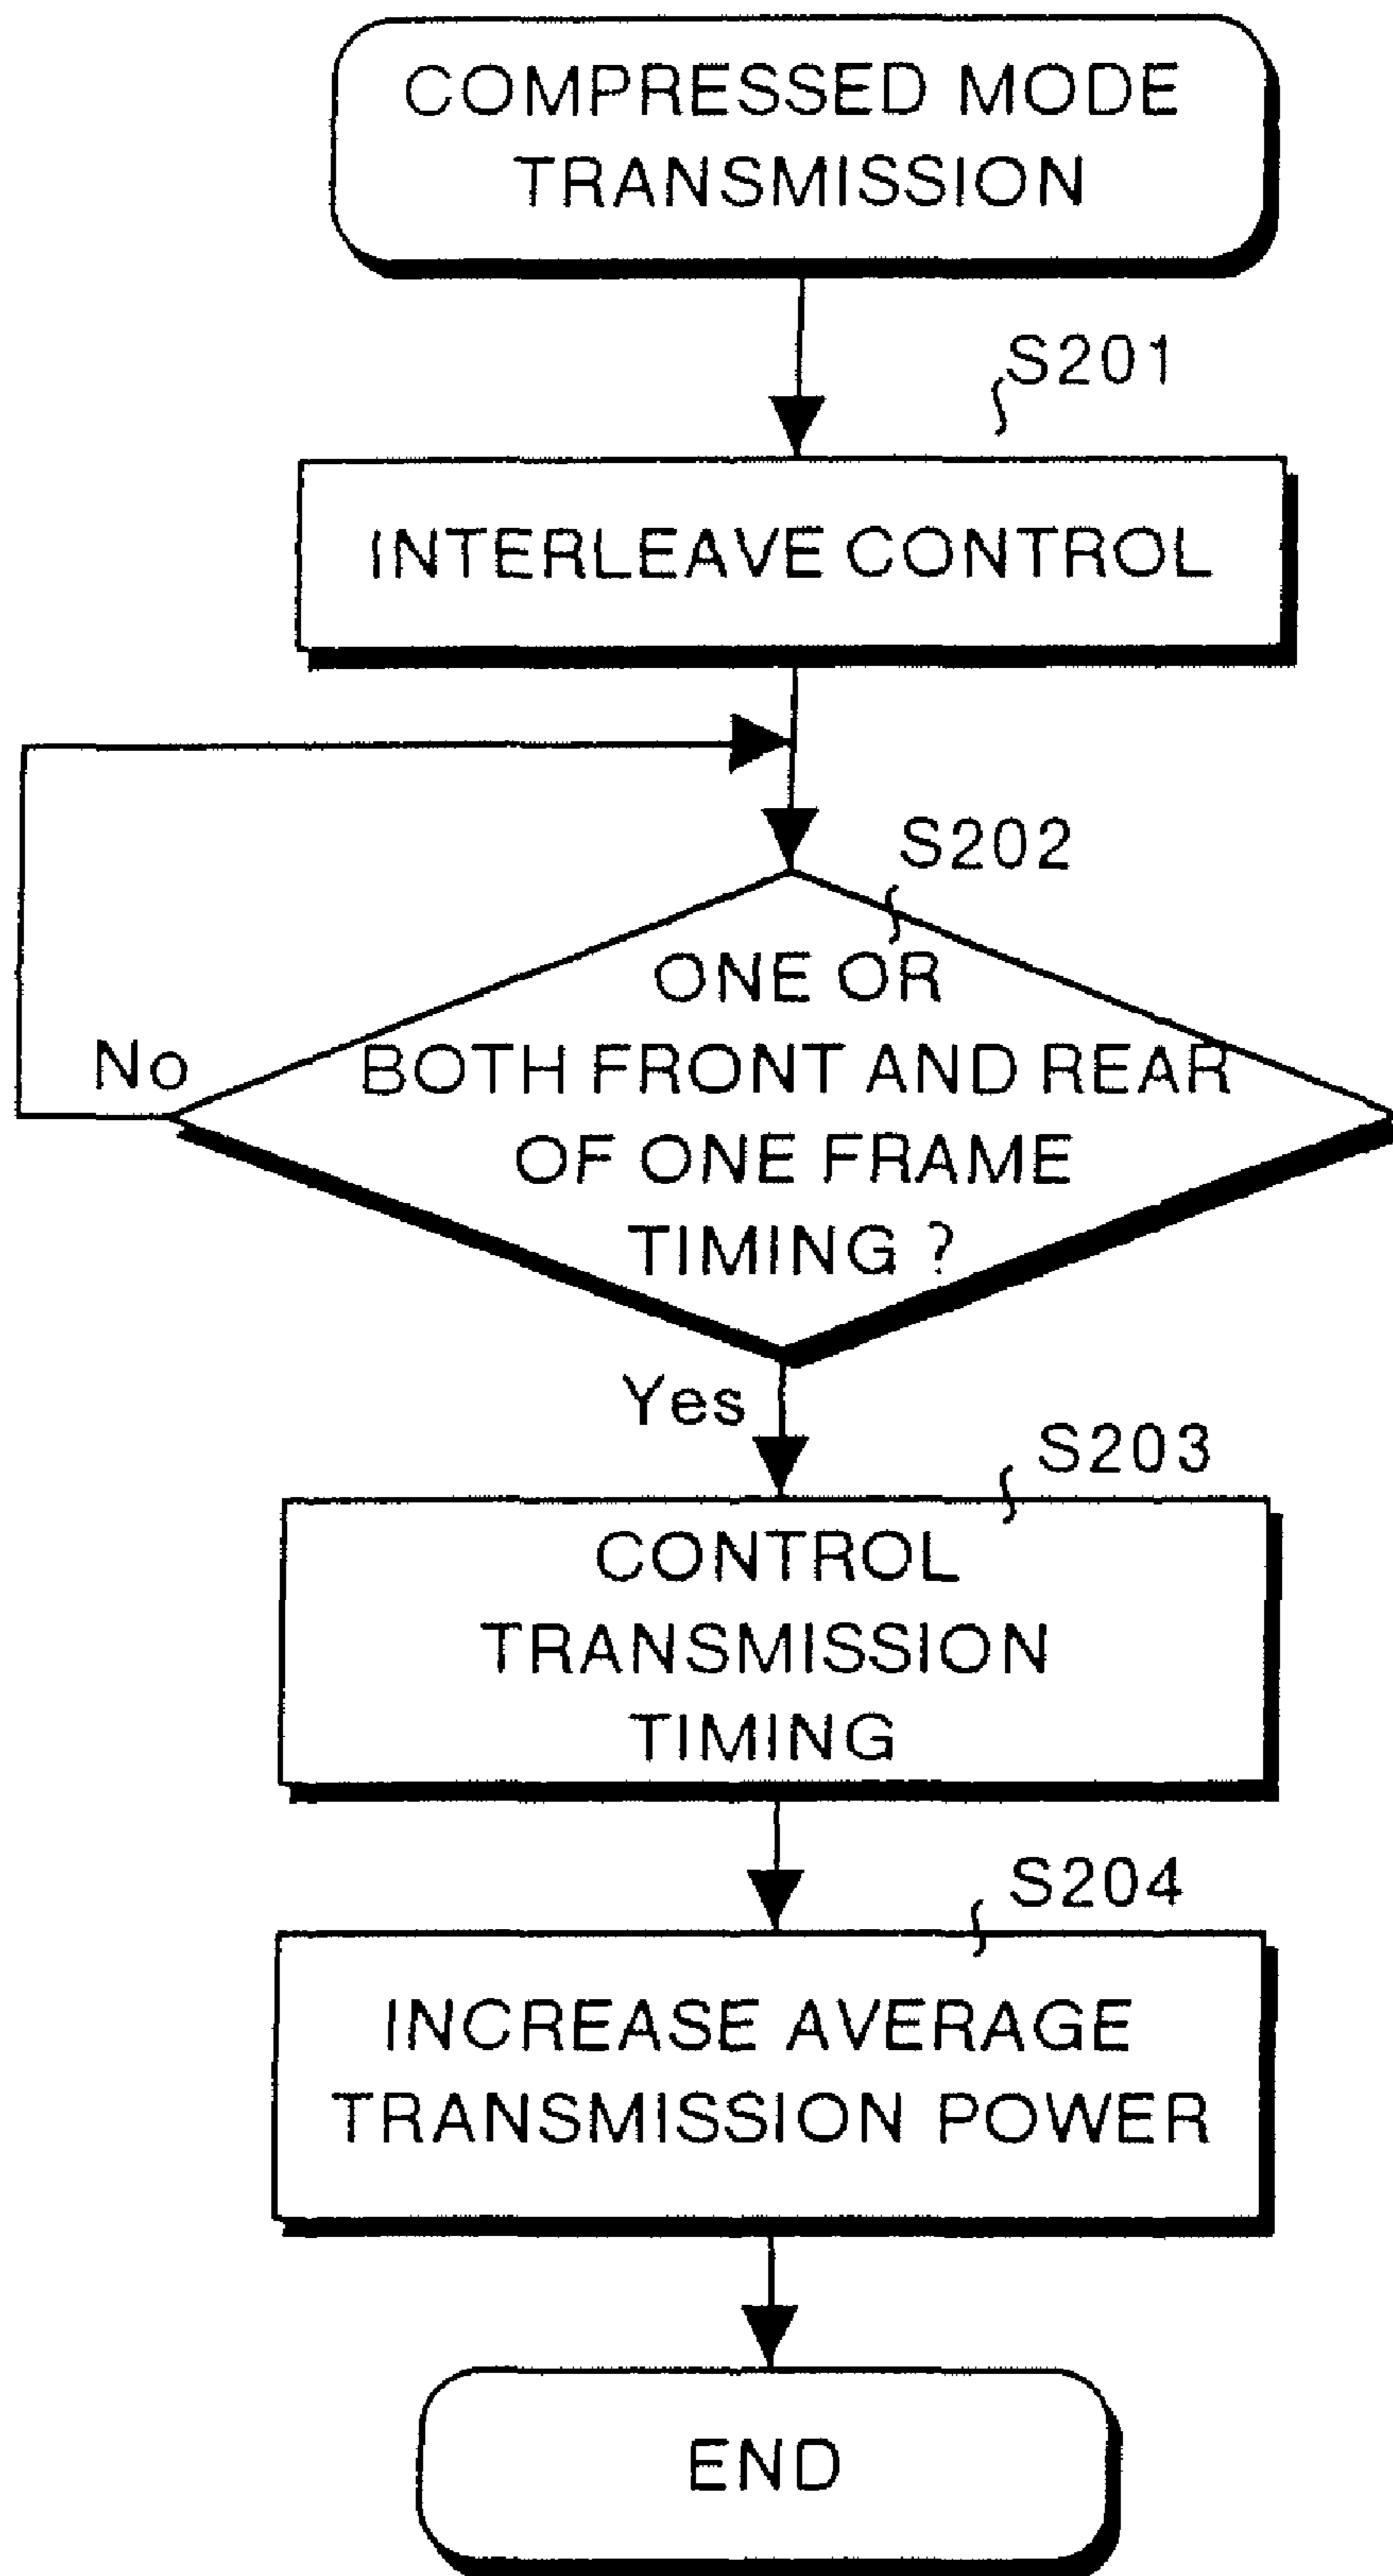 COMPRESSED MODE
TRANSMISSION
S201
INTERLEAVE CONTROL
S202
ONE OR
No
BOTH FRONT AND REAR
OF ONE FRAME
TIMING ?
Yes
S203
CONTROL
TRANSMISSION
TIMING
S204
INCREASE AVERAGE
TRANSMISSION POWER
END